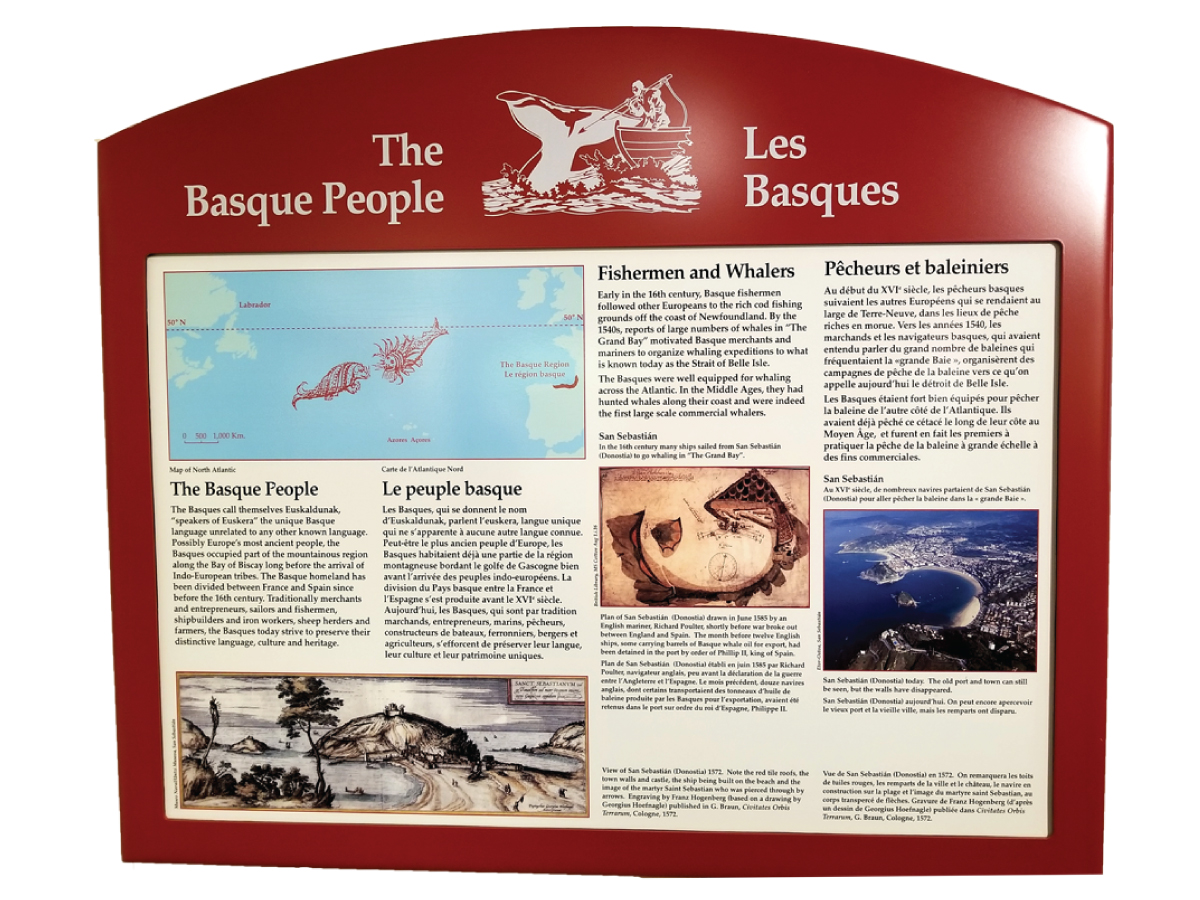 The
Basque People
Les
Basques
Labrador
50° N
50° N
The Basque Region
Le région basque
0 500 1,000 Km.
Azores Açores
Map of North Atlantic
Carte de l'Atlantique Nord
The Basque People
The Basques call themselves Euskaldunak,
"speakers of Euskera" the unique Basque
language unrelated to any other known language.
Possibly Europe's most ancient people, the
Basques occupied part of the mountainous region
along the Bay of Biscay long before the arrival of
Indo-European tribes. The Basque homeland has
been divided between France and Spain since
before the 16th century. Traditionally merchants
and entrepreneurs, sailors and fishermen,
shipbuilders and iron workers, sheep herders and
farmers, the Basques today strive to preserve their
distinctive language, culture and heritage.
Le peuple basque
Les Basques, qui se donnent le nom
d'Euskaldunak, parlent l'euskera, langue unique
qui ne s'apparente à aucune autre langue connue.
Peut-être le plus ancien peuple d'Europe, les
Basques habitaient déjà une partie de la région
montagneuse bordant le golfe de Gascogne bien
avant l'arrivée des peuples indo-européens. La
division du Pays basque entre la France et
l'Espagne s'est produite avant le XVIe siècle.
Aujourd'hui, les Basques, qui sont par tradition
marchands, entrepreneurs, marins, pêcheurs,
constructeurs de bateaux, ferronniers, bergers et
agriculteurs, s'efforcent de préserver leur langue,
leur culture et leur patrimoine uniques.
Fishermen and Whalers
Early in the 16th century, Basque fishermen
followed other Europeans to the rich cod fishing
grounds off the coast of Newfoundland. By the
1540s, reports of large numbers of whales in "The
Grand Bay" motivated Basque merchants and
mariners to organize whaling expeditions to what
is known today as the Strait of Belle Isle.
The Basques were well equipped for whaling
across the Atlantic. In the Middle Ages, they had
hunted whales along their coast and were indeed
the first large scale commercial whalers.
San Sebastián
In the 16th century many ships sailed from San Sebastián
(Donostia) to go whaling in "The Grand Bay".
Plan of San Sebastián (Donostia) drawn in June 1585 by an
English mariner, Richard Poulter, shortly before war broke out
between England and Spain. The month before twelve English
ships, some carrying barrels of Basque whale oil for export,
had been detained in the port by order of Phillip II, king of Spain.
Plan de San Sebastián (Donostia) établi en juin 1585 par Richard
Poulter, navigateur anglais, peu avant la déclaration de la guerre
entre l'Angleterre et l'Espagne. Le mois précédent, douze navires
anglais, dont certains transportaient des tonneaux d'huile de
baleine produite par les Basques pour l'exportation, avaient été
retenus dans le port sur ordre du roi d'Espagne, Philippe II.
View of San Sebastián (Donostia) 1572. Note the red tile roofs, the
town walls and castle, the ship being built on the beach and the
image of the martyr Saint Sebastian who was pierced through by
arrows. Engraving by Franz Hogenberg (based on a drawing by
Georgius Hoefnagle) published in G. Braun, Civitates Orbis
Terrarum, Cologne, 1572.
Pêcheurs et baleiniers
Au début du XVIe siècle, les pêcheurs basques
suivaient les autres Européens qui se rendaient au
large de Terre-Neuve, dans les lieux de pêche
riches en morue. Vers les années 1540, les
marchands et les navigateurs basques, qui avaient
entendu parler du grand nombre de baleines qui
fréquentaient la «grande Baie », organisèrent des
campagnes de pêche de la baleine vers ce qu'on
appelle aujourd'hui le détroit de Belle Isle.
Les Basques étaient fort bien équipés pour pêcher
la baleine de l'autre côté de l'Atlantique. Ils
avaient déjà pêché ce cétacé le long de leur côte au
Moyen Âge, et furent en fait les premiers à
pratiquer la pêche de la baleine à grande échelle à
des fins commerciales.
San Sebastián
Au XVIe siècle, de nombreux navires partaient de San Sebastián
(Donostia) pour aller pêcher la baleine dans la « grande Baie ».
San Sebastián (Donostia) today. The old port and town can still
be seen, but the walls have disappeared.
San Sebastián (Donostia) aujourd'hui. On peut encore apercevoir
le vieux port et la vieille ville, mais les remparts ont disparu.
Vue de San Sebastián (Donostia) en 1572. On remarquera les toits
de tuiles rouges, les remparts de la ville et le château, le navire en
construction sur la plage et l'image du martyre saint Sebastian, au
corps transpercé de flèches. Gravure de Franz Hogenberg (d'après
un dessin de Georgius Hoefnagle) publiée dans Civitates Orbis
Terrarum, G. Braun, Cologne, 1572.